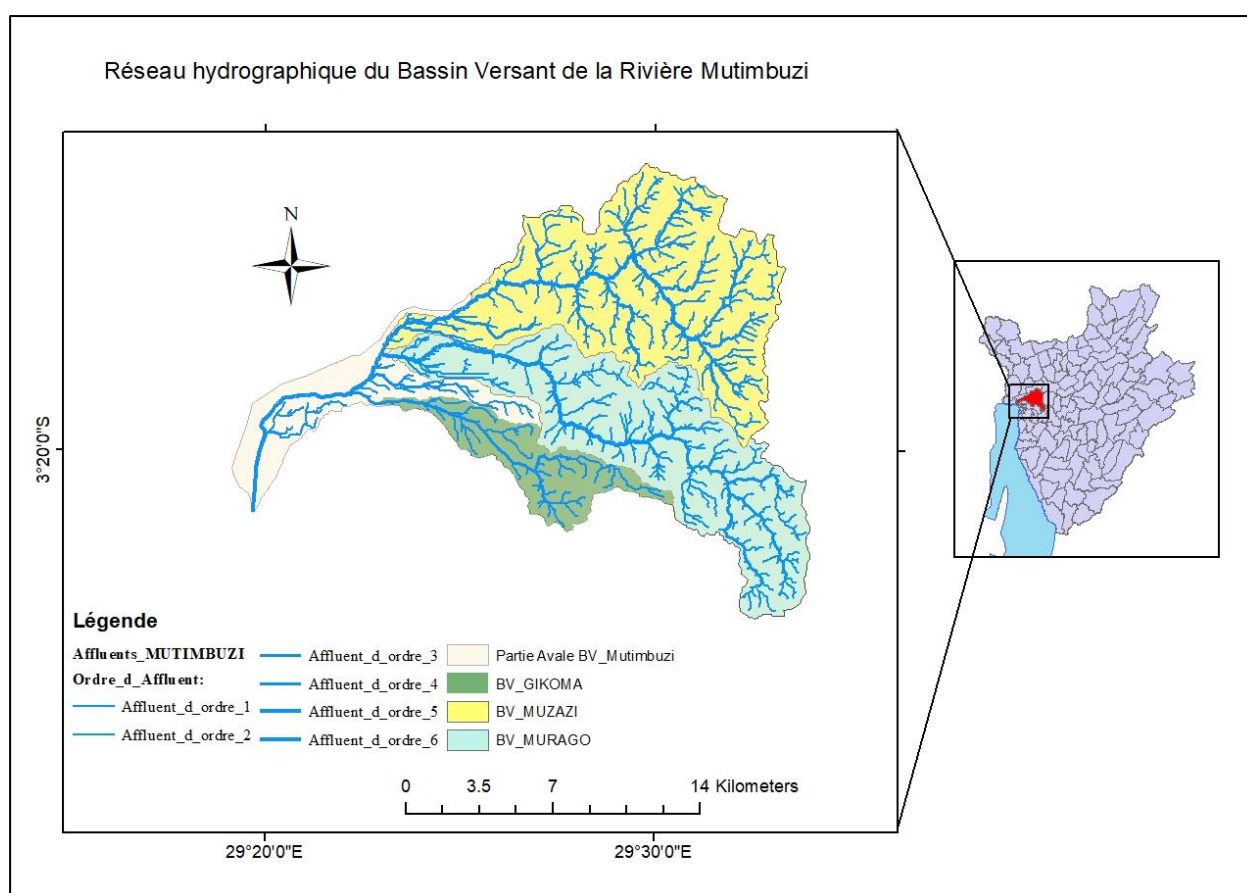 Réseau hydrographique du Bassin Versant de la Rivière Mutimbuzi
N
3°20'0"S
Légende
Affluents_MUTIMBUZI
Ordre_d_Affluent:
Affluent_d_ordre_1
Affluent_d_ordre_2
Affluent_d_ordre_3
Affluent_d_ordre_4
Affluent_d_ordre_5
Affluent_d_ordre_6
Partie Avale BV_Mutimbuzi
BV_GIKOMA
BV_MUZAZI
BV_MURAGO
0 3.5 7 14 Kilometers
29°20'0"E 29°30'0"E